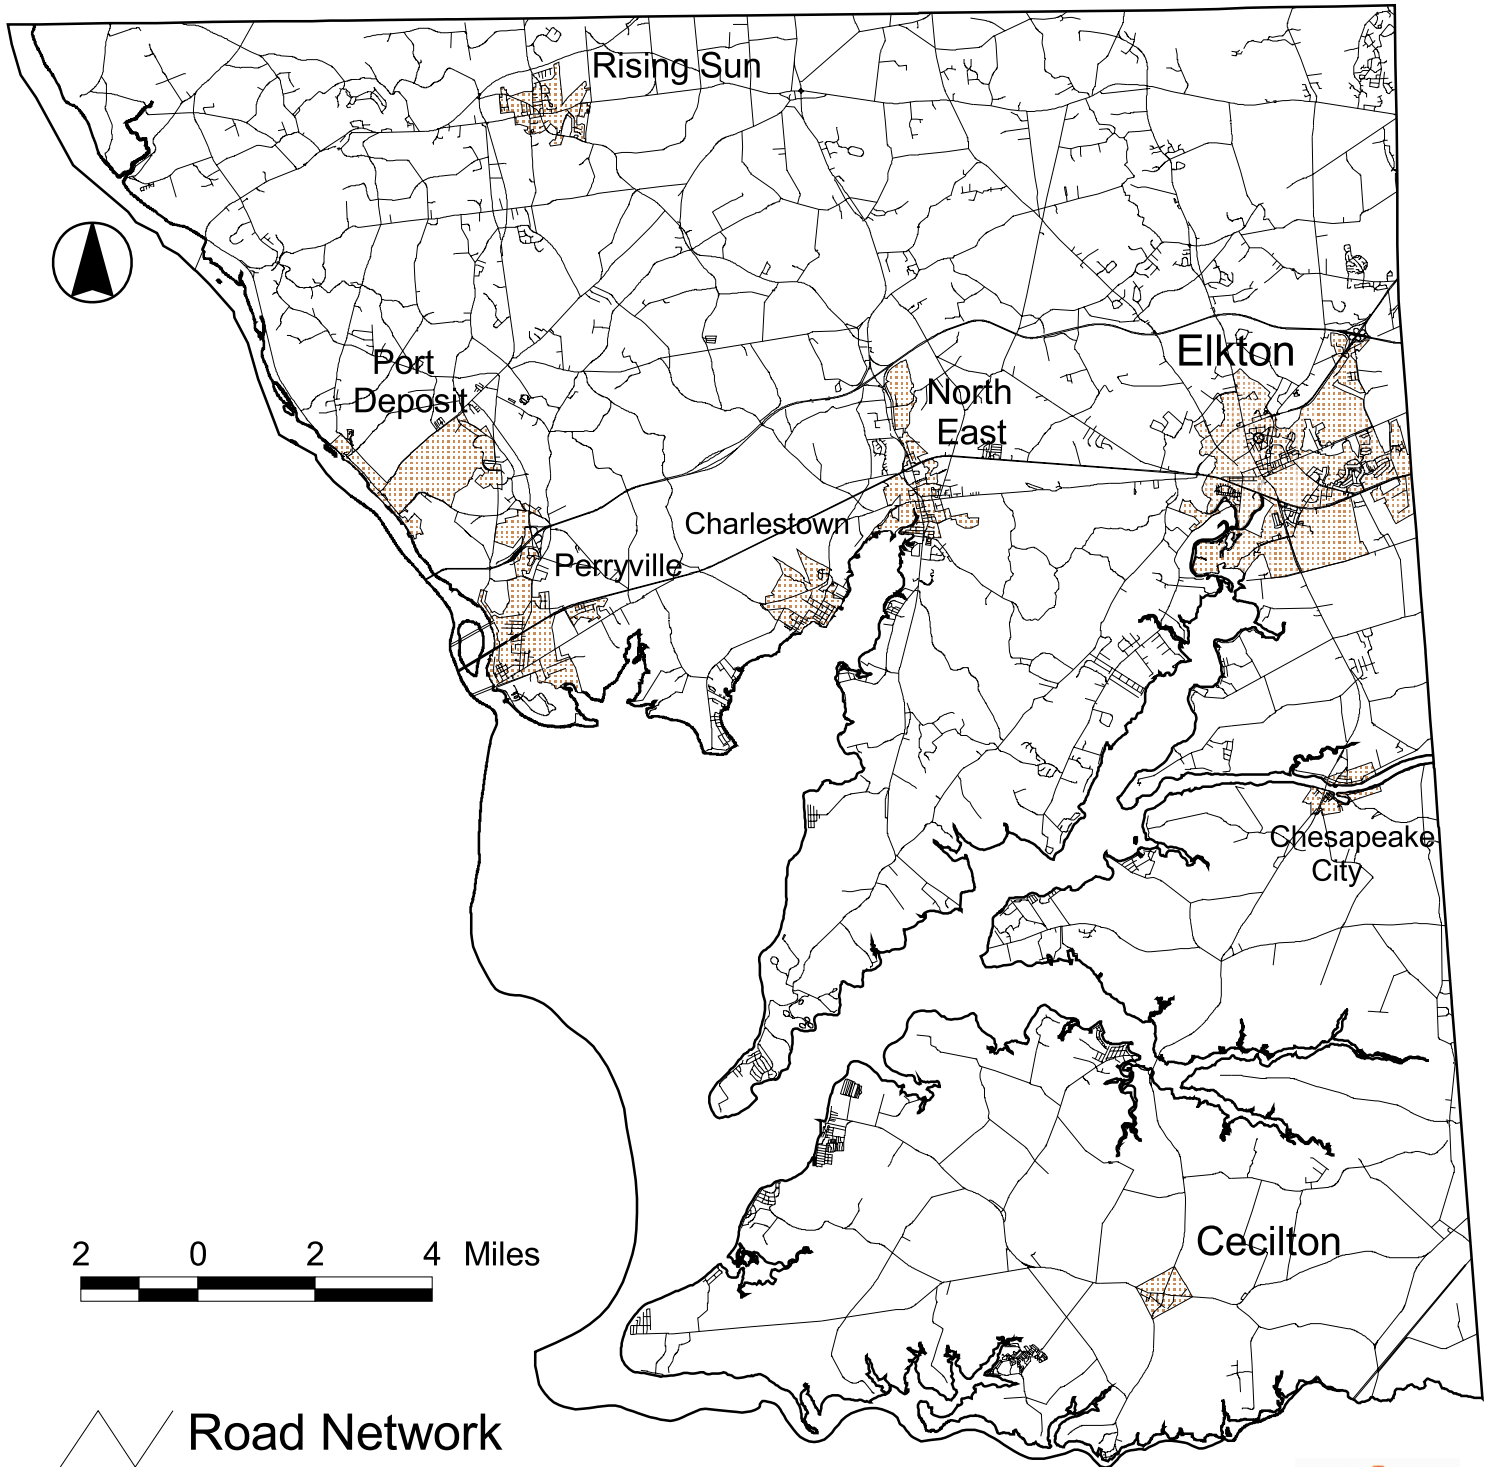 Rising Sun
Elkton
Port
Deposit
North
East
Charlestown
Perryville
Chesapeake
City
Cecilton
2 0 2 4 Miles
Road Network